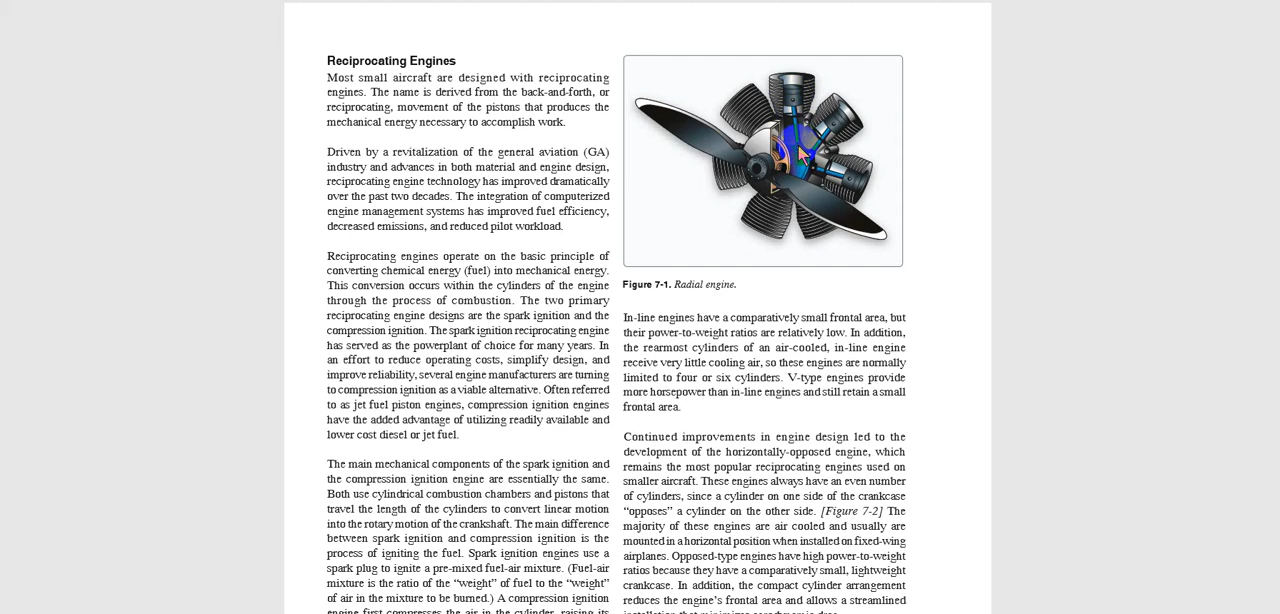 Reciprocating Engines
Most small aircraft are designed with reciprocating
engines. The name is derived from the back-and-forth, or
reciprocating, movement of the pistons that produces the
mechanical energy necessary to accomplish work.
Driven by a revitalization of the general aviation (GA)
industry and advances in both material and engine design,
reciprocating engine technology has improved dramatically
over the past two decades. The integration of computerized
engine management systems has improved fuel efficiency,
decreased emissions, and reduced pilot workload.
Reciprocating engines operate on the basic principle of
converting chemical energy (fuel) into mechanical energy.
This conversion occurs within the cylinders of the engine
through the process of combustion. The two primary
reciprocating engine designs are the spark ignition and the
compression ignition. The spark ignition reciprocating engine
has served as the powerplant of choice for many years. In
an effort to reduce operating costs, simplify design, and
improve reliability, several engine manufacturers are turning
to compression ignition as a viable alternative. Often referred
to as jet fuel piston engines, compression ignition engines
have the added advantage of utilizing readily available and
lower cost diesel or jet fuel.
The main mechanical components of the spark ignition and
the compression ignition engine are essentially the same.
Both use cylindrical combustion chambers and pistons that
travel the length of the cylinders to convert linear motion
into the rotary motion of the crankshaft. The main difference
between spark ignition and compression ignition is the
process of igniting the fuel. Spark ignition engines use a
spark plug to ignite a pre-mixed fuel-air mixture. (Fuel-air
mixture is the ratio of the “weight” of fuel to the “weight”
of air in the mixture to be burned.) A compression ignition
engine first compresses the air in the cylinder, raising its
Figure 7-1. Radial engine.
In-line engines have a comparatively small frontal area, but
their power-to-weight ratios are relatively low. In addition,
the rearmost cylinders of an air-cooled, in-line engine
receive very little cooling air, so these engines are normally
limited to four or six cylinders. V-type engines provide
more horsepower than in-line engines and still retain a small
frontal area.
Continued improvements in engine design led to the
development of the horizontally-opposed engine, which
remains the most popular reciprocating engines used on
smaller aircraft. These engines always have an even number
of cylinders, since a cylinder on one side of the crankcase
“opposes” a cylinder on the other side. [Figure 7-2] The
majority of these engines are air cooled and usually are
mounted in a horizontal position when installed on fixed-wing
airplanes. Opposed-type engines have high power-to-weight
ratios because they have a comparatively small, lightweight
crankcase. In addition, the compact cylinder arrangement
reduces the engine’s frontal area and allows a streamlined
installation that minimizes aerodynamic drag.